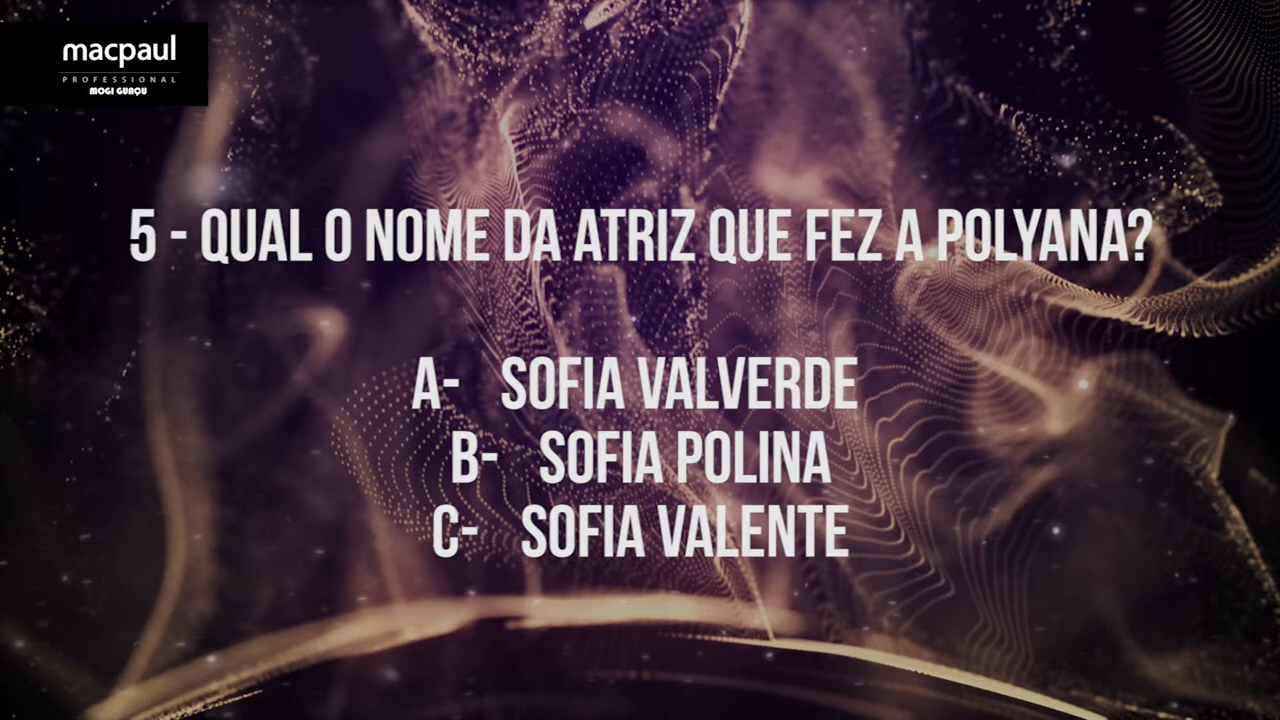 macpaul
PROFESSIONAL
MOGI GUAÇU
5 - QUAL O NOME DA ATRIZ QUE FEZ A POLYANA?
A- SOFIA VALVERDE
B- SOFIA POLINA
C- SOFIA VALENTE